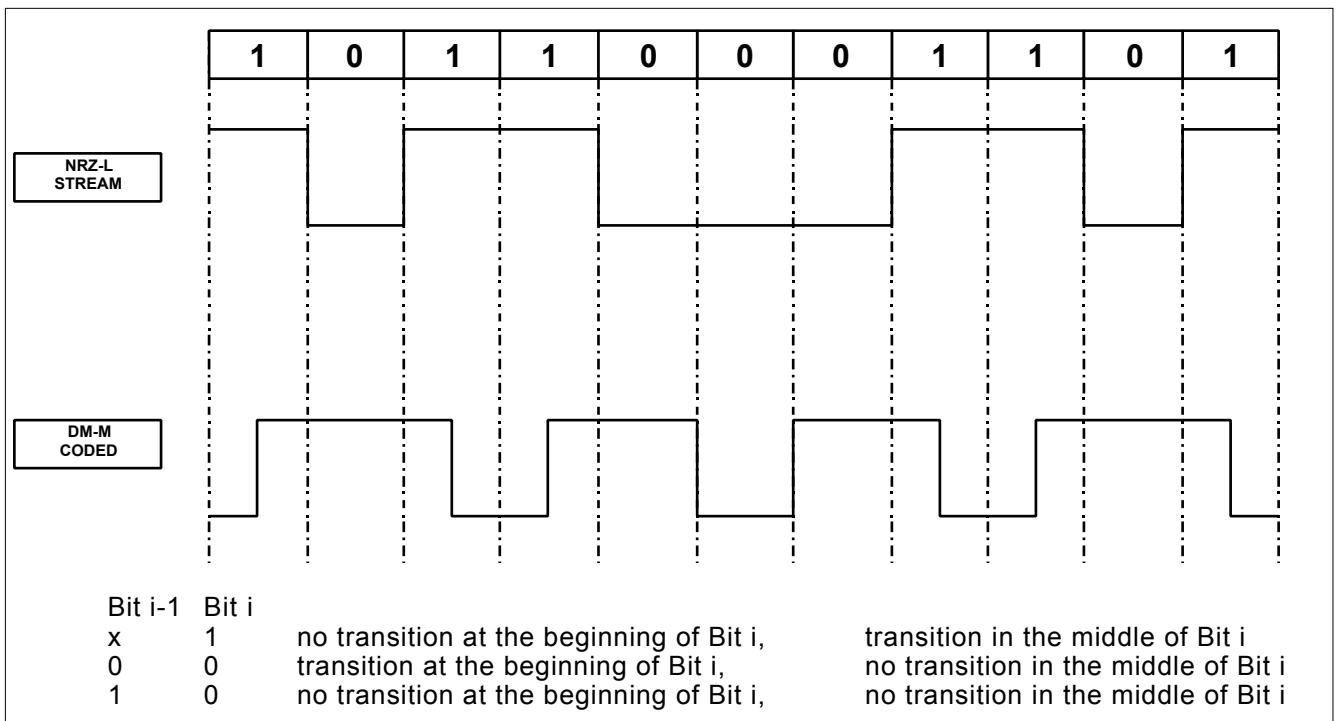 1 0 1 1 0 0 0 1 1 0 1
NRZ-L
STREAM
DM-M
CODED
Bit i-1 Bit i
x 1 no transition at the beginning of Bit i, transition in the middle of Bit i
0 0 transition at the beginning of Bit i, no transition in the middle of Bit i
1 0 no transition at the beginning of Bit i, no transition in the middle of Bit i